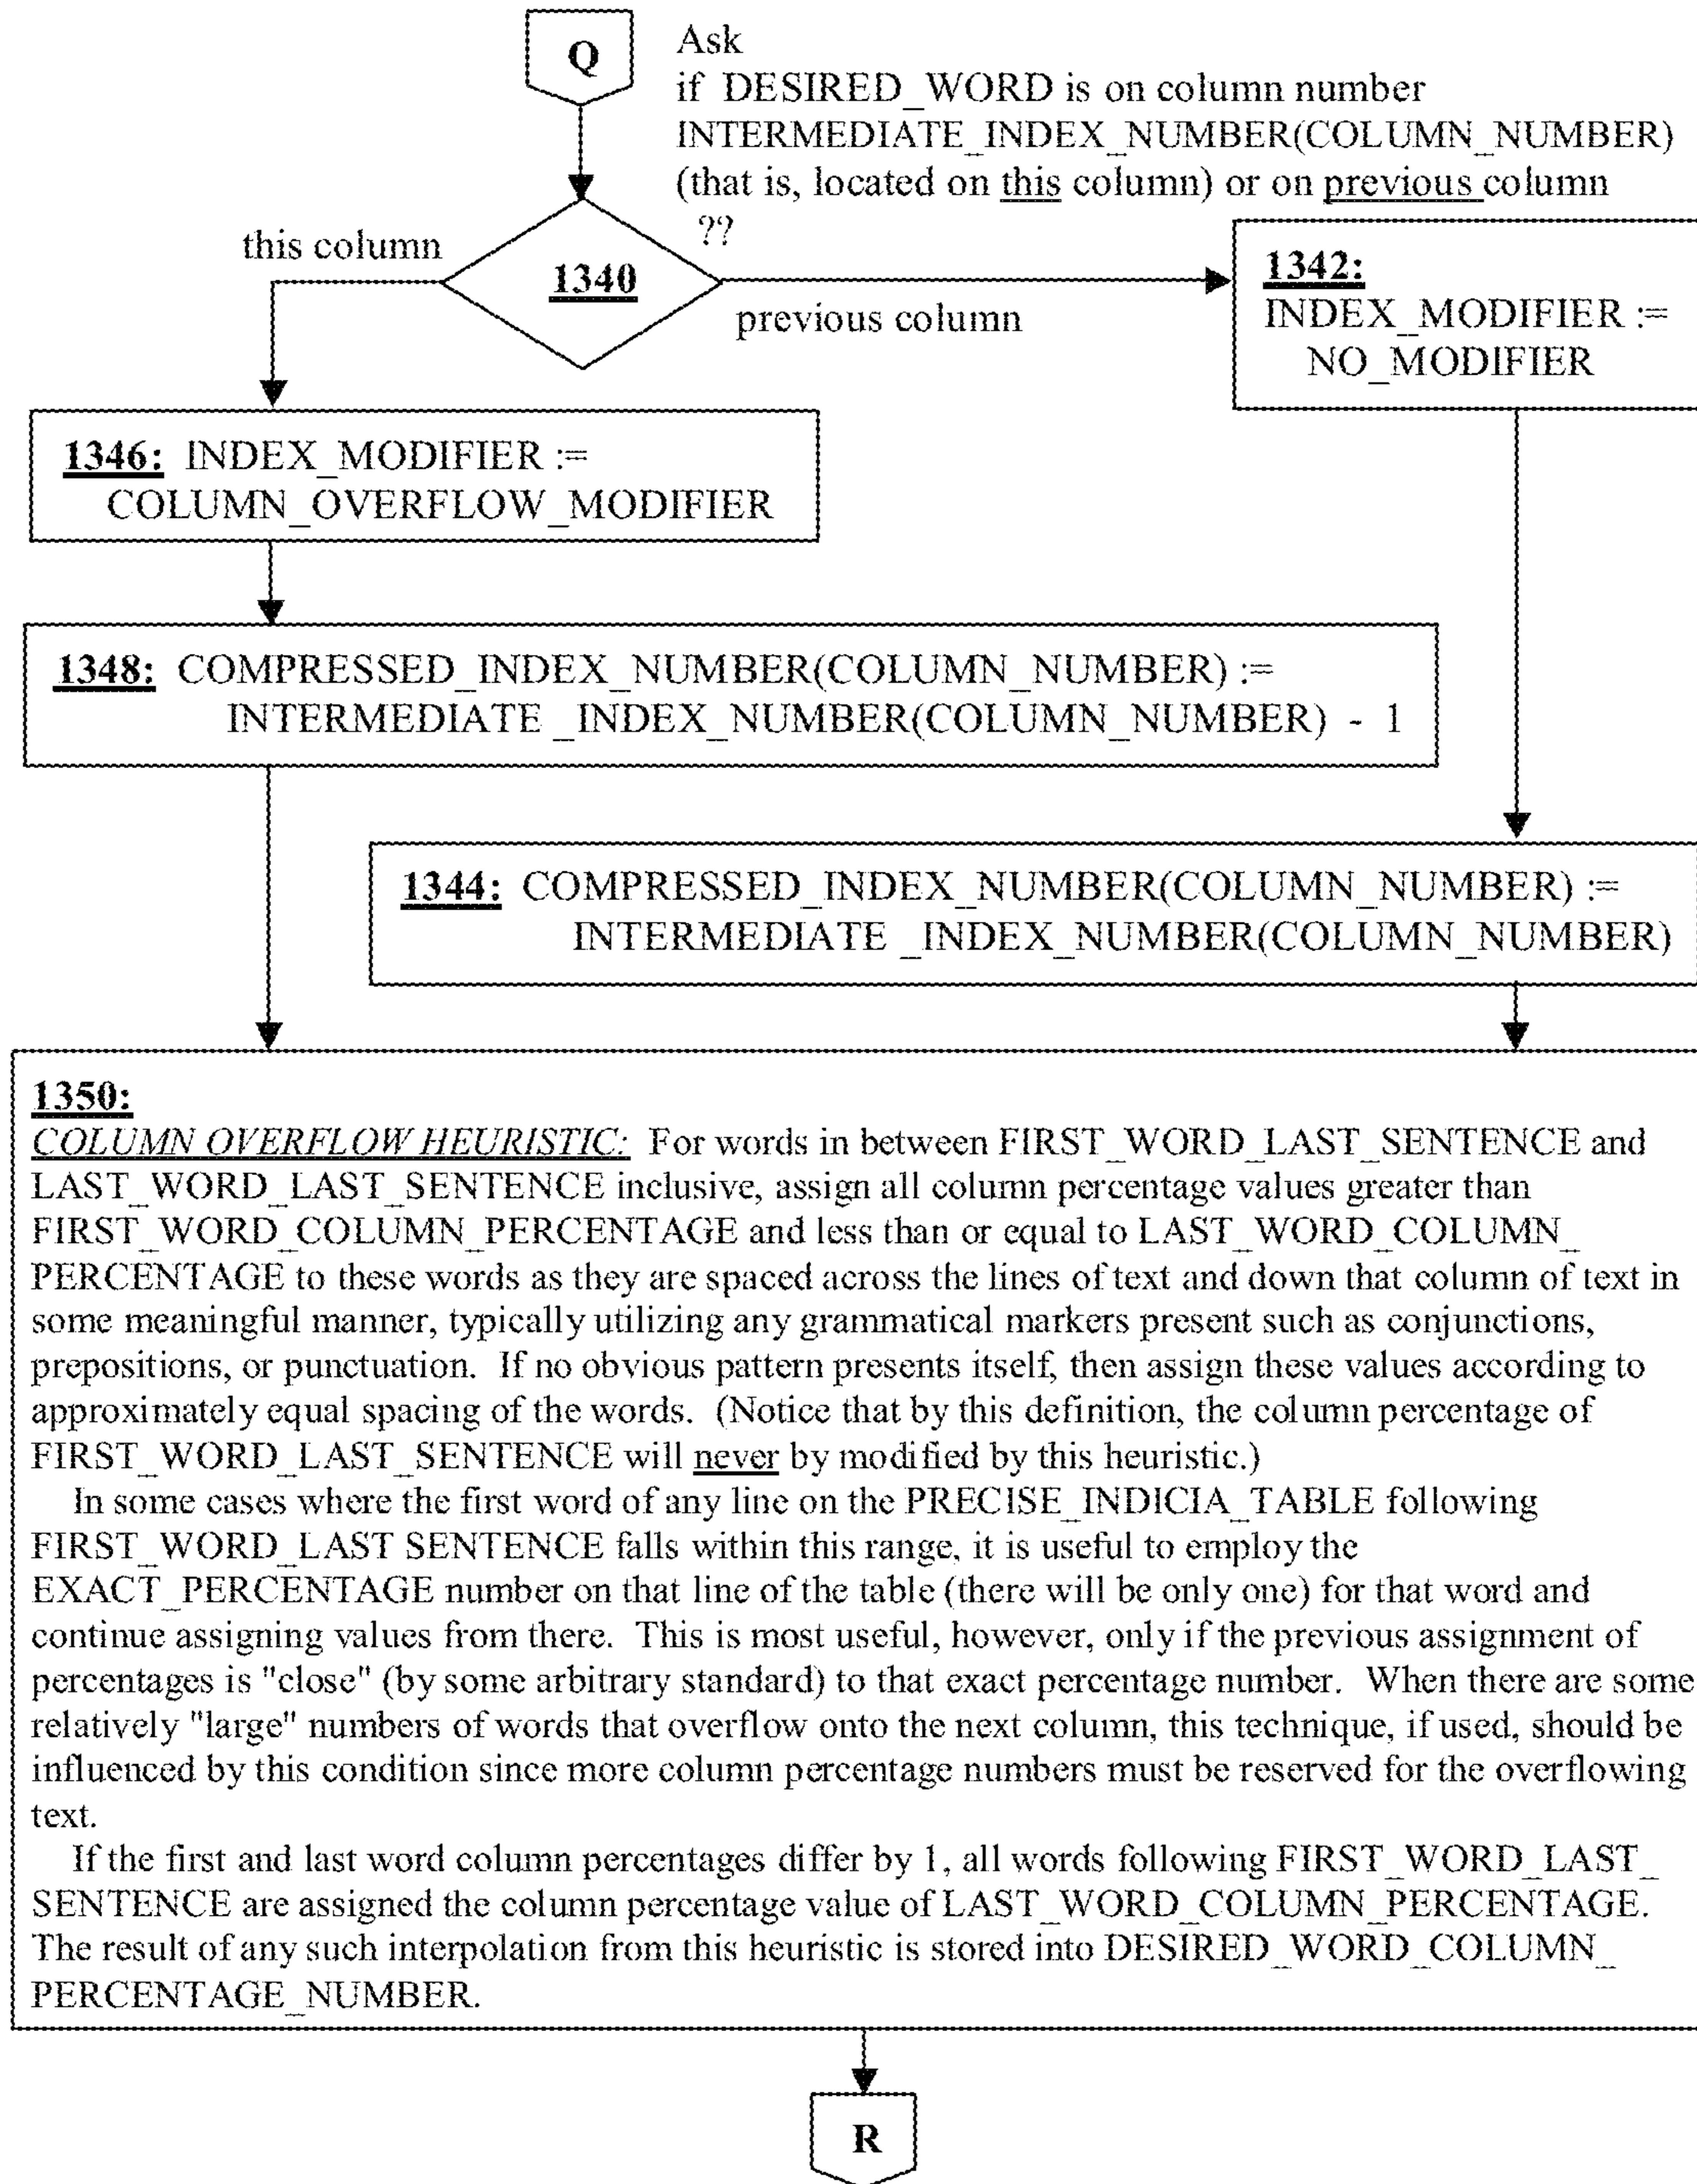 Q
Ask
if DESIRED_WORD is on column number
INTERMEDIATE_INDEX_NUMBER(COLUMN_NUMBER)
(that is, located on this column) or on previous column
??
this column
1340
previous column
1342:
INDEX_MODIFIER :=
NO_MODIFIER
1346: INDEX_MODIFIER :=
COLUMN_OVERFLOW_MODIFIER
1348: COMPRESSED_INDEX_NUMBER(COLUMN_NUMBER) :=
INTERMEDIATE _INDEX_NUMBER(COLUMN_NUMBER) - 1
1344: COMPRESSED_INDEX_NUMBER(COLUMN_NUMBER) :=
INTERMEDIATE _INDEX_NUMBER(COLUMN_NUMBER)
1350:
COLUMN OVERFLOW HEURISTIC: For words in between FIRST_WORD_LAST_SENTENCE and
LAST_WORD_LAST_SENTENCE inclusive, assign all column percentage values greater than
FIRST_WORD_COLUMN_PERCENTAGE and less than or equal to LAST_WORD_COLUMN_
PERCENTAGE to these words as they are spaced across the lines of text and down that column of text in
some meaningful manner, typically utilizing any grammatical markers present such as conjunctions,
prepositions, or punctuation. If no obvious pattern presents itself, then assign these values according to
approximately equal spacing of the words. (Notice that by this definition, the column percentage of
FIRST_WORD_LAST_SENTENCE will never by modified by this heuristic.)
In some cases where the first word of any line on the PRECISE_INDICIA_TABLE following
FIRST_WORD_LAST SENTENCE falls within this range, it is useful to employ the
EXACT_PERCENTAGE number on that line of the table (there will be only one) for that word and
continue assigning values from there. This is most useful, however, only if the previous assignment of
percentages is "close" (by some arbitrary standard) to that exact percentage number. When there are some
relatively "large" numbers of words that overflow onto the next column, this technique, if used, should be
influenced by this condition since more column percentage numbers must be reserved for the overflowing
text.
If the first and last word column percentages differ by 1, all words following FIRST_WORD_LAST_
SENTENCE are assigned the column percentage value of LAST_WORD_COLUMN_PERCENTAGE.
The result of any such interpolation from this heuristic is stored into DESIRED_WORD_COLUMN_
PERCENTAGE_NUMBER.
R